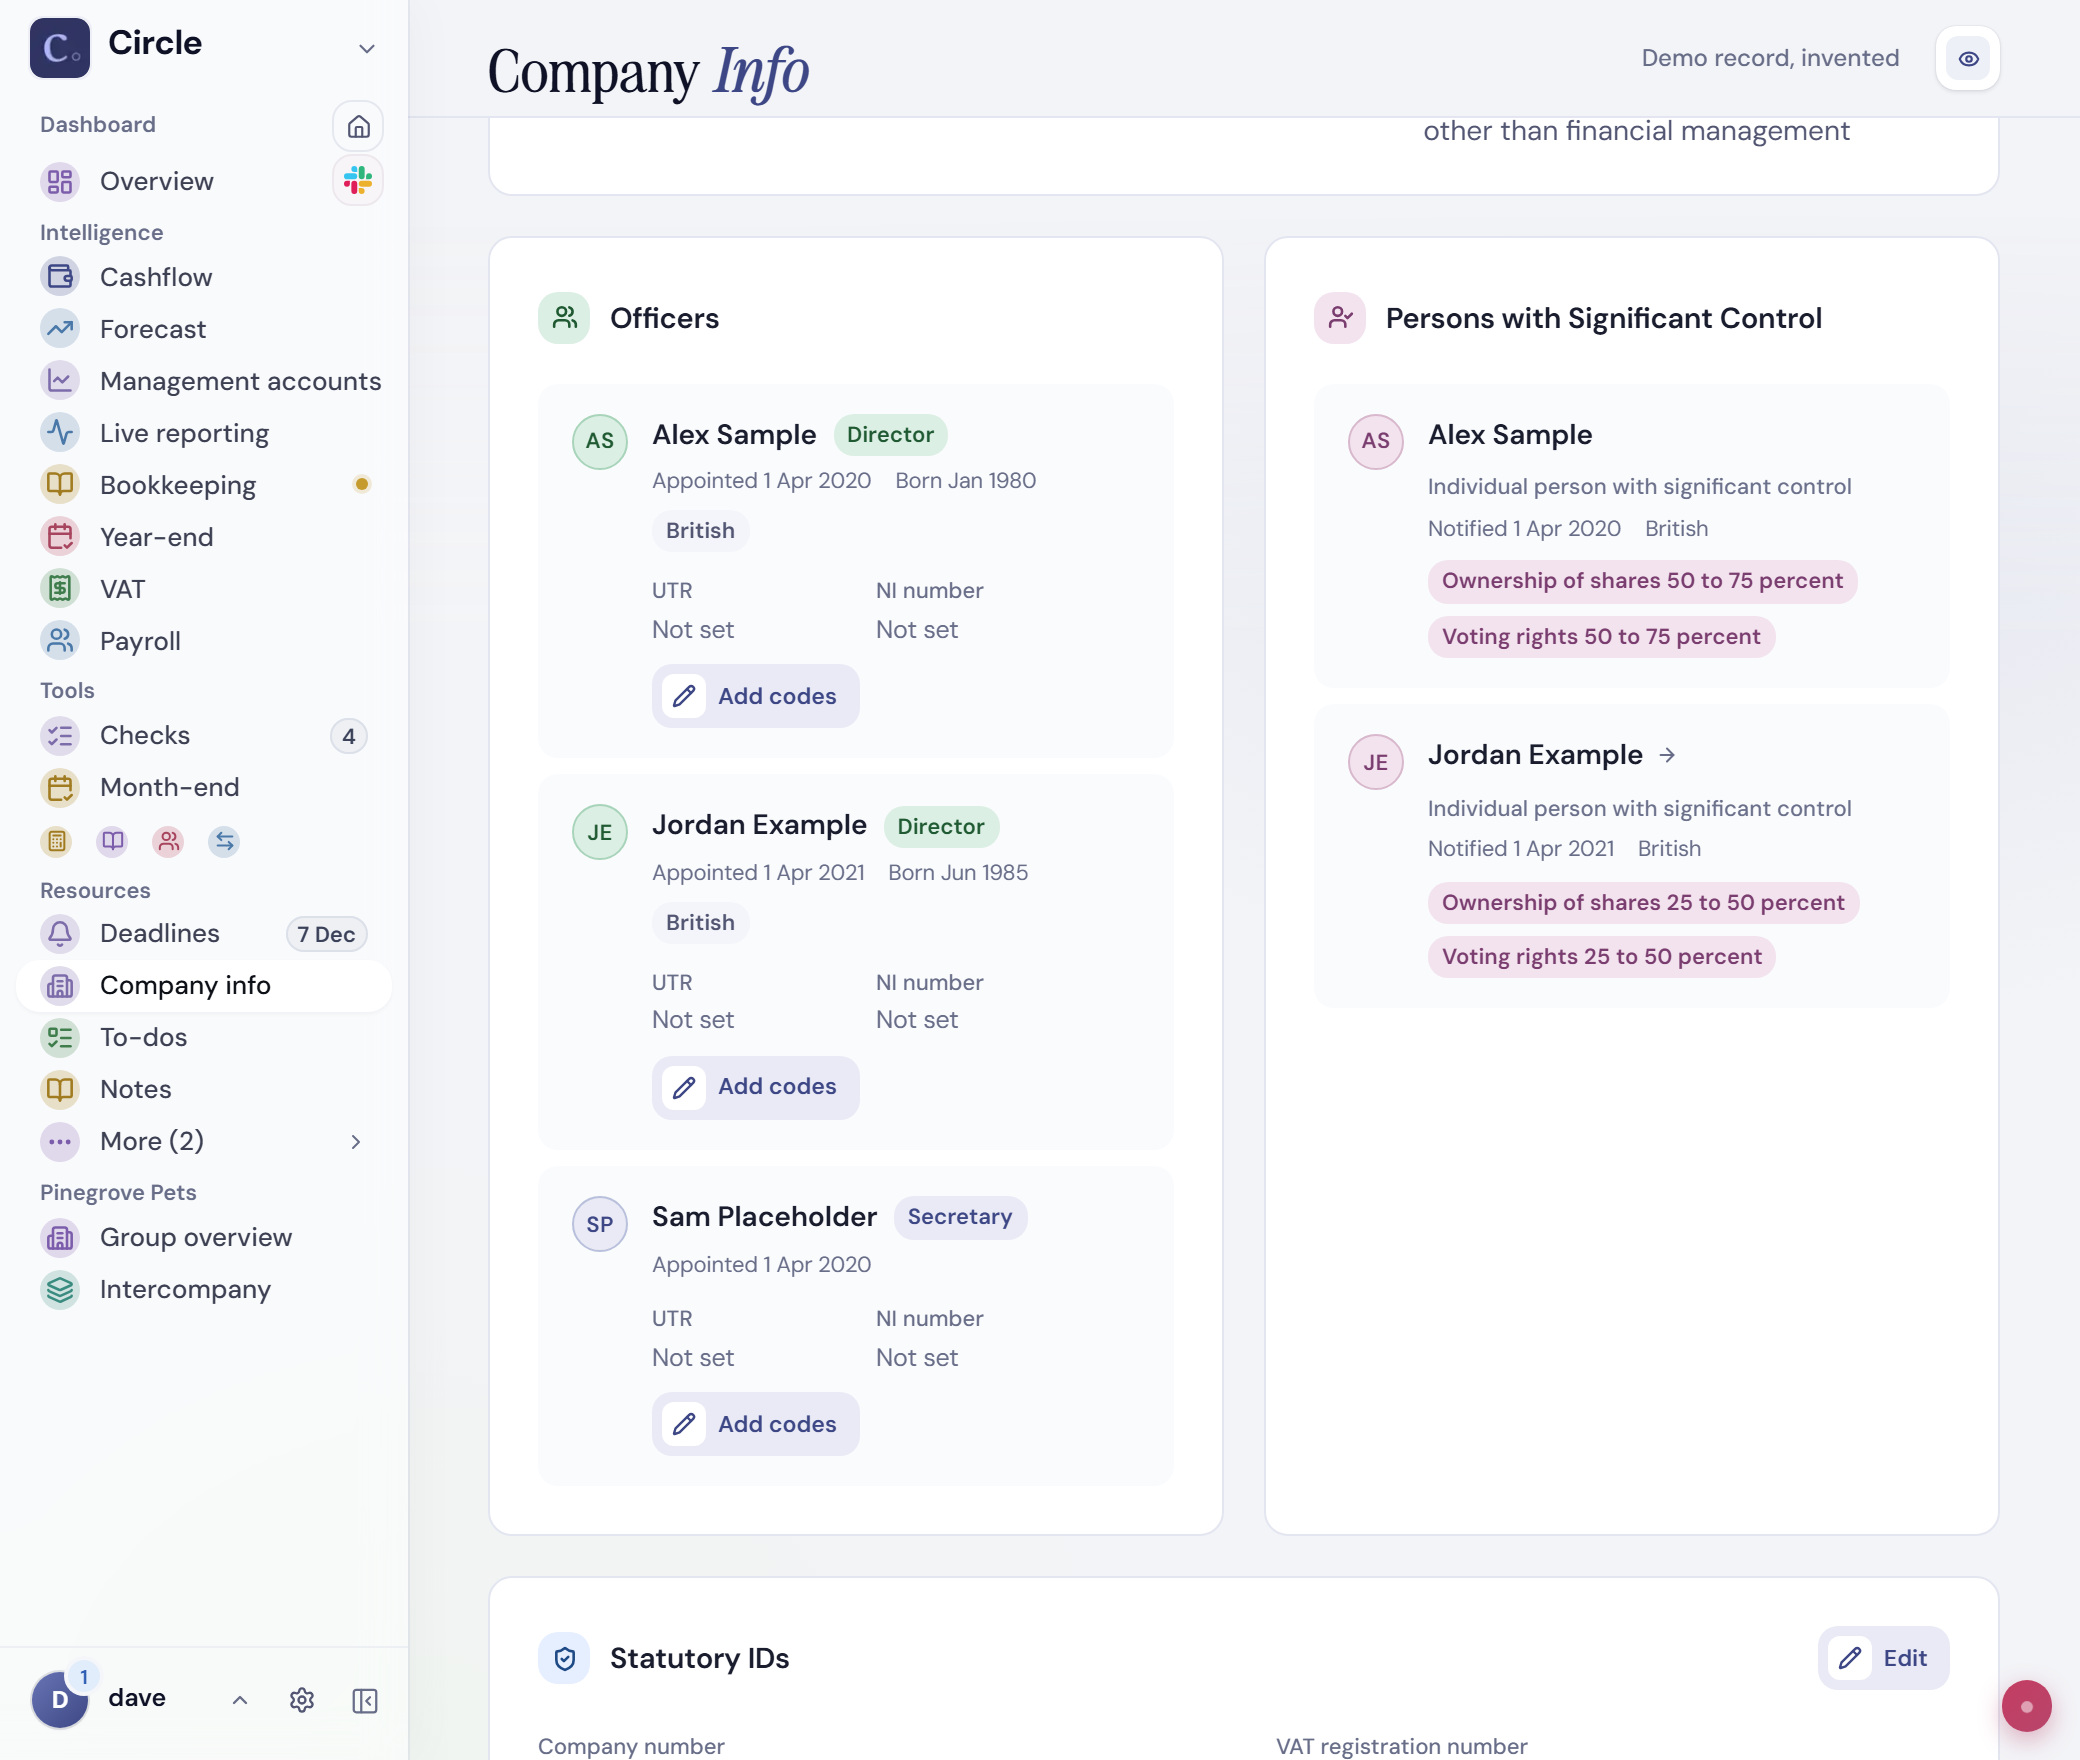 C.
Circle
Dashboard
Overview
Intelligence
Cashflow
Forecast
Management accounts
Live reporting
Bookkeeping
Year-end
VAT
Payroll
Tools
Checks
4
Month-end
Resources
Deadlines
7 Dec
Company info
To-dos
Notes
More (2)
Pinegrove Pets
Group overview
Intercompany
D
1
dave
Company Info
Demo record, invented
other than financial management
Officers
AS
Alex Sample
Director
Appointed 1 Apr 2020 Born Jan 1980
British
UTR NI number
Not set Not set
Add codes
JE
Jordan Example
Director
Appointed 1 Apr 2021 Born Jun 1985
British
UTR NI number
Not set Not set
Add codes
SP
Sam Placeholder
Secretary
Appointed 1 Apr 2020
UTR NI number
Not set Not set
Add codes
Persons with Significant Control
AS
Alex Sample
Individual person with significant control
Notified 1 Apr 2020 British
Ownership of shares 50 to 75 percent
Voting rights 50 to 75 percent
JE
Jordan Example →
Individual person with significant control
Notified 1 Apr 2021 British
Ownership of shares 25 to 50 percent
Voting rights 25 to 50 percent
Statutory IDs
Edit
Company number
VAT registration number